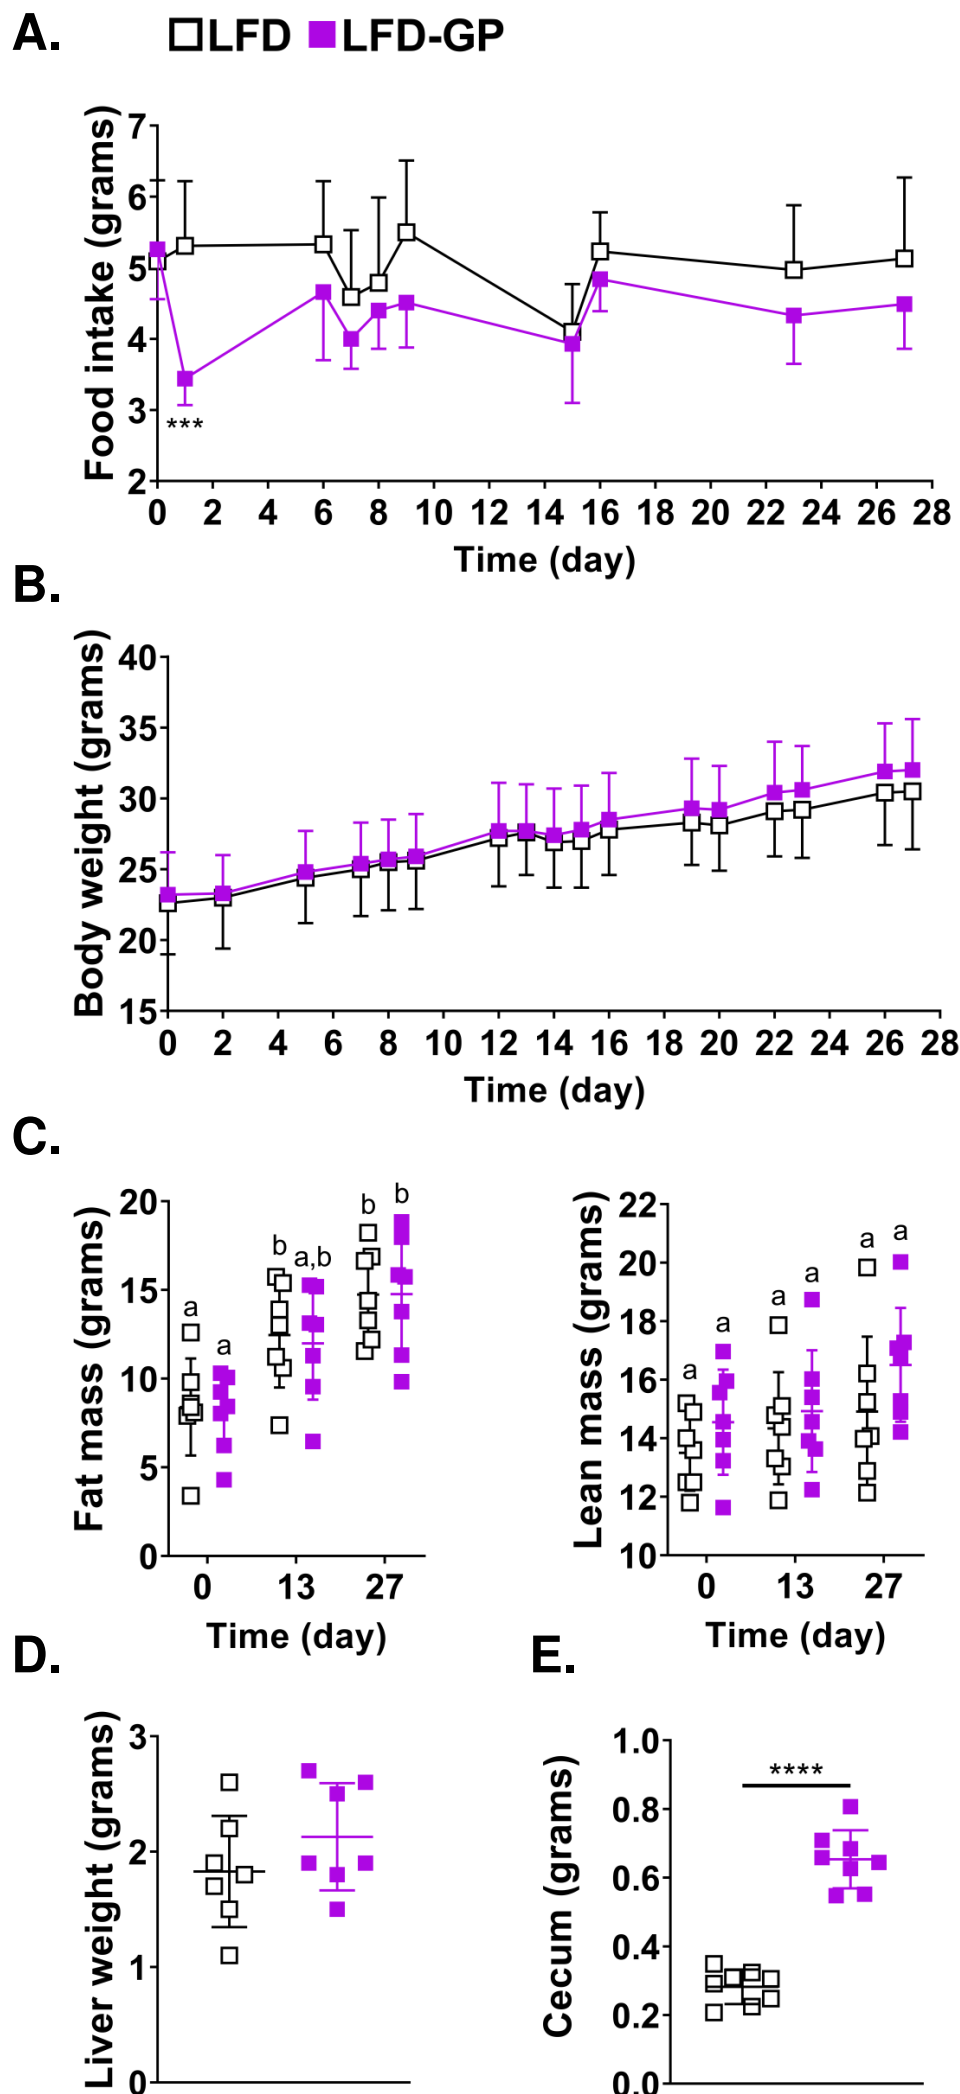 A.
LFD LFD-GP
Food intake (grams)
7
6
5
4
3
2
***
0 2 4 6 8 10 12 14 16 18 20 22 24 26 28
Time (day)
B.
Body weight (grams)
40
35
30
25
20
15
0 2 4 6 8 10 12 14 16 18 20 22 24 26 28
Time (day)
C.
Fat mass (grams)
20
15
10
5
0
a a b a,b b b
0 13 27
Time (day)
Lean mass (grams)
22
20
18
16
14
12
10
a a a a a a
0 13 27
Time (day)
D.
Liver weight (grams)
3
2
1
0
E.
Cecum (grams)
1.0
0.8
0.6
0.4
0.2
0.0
****